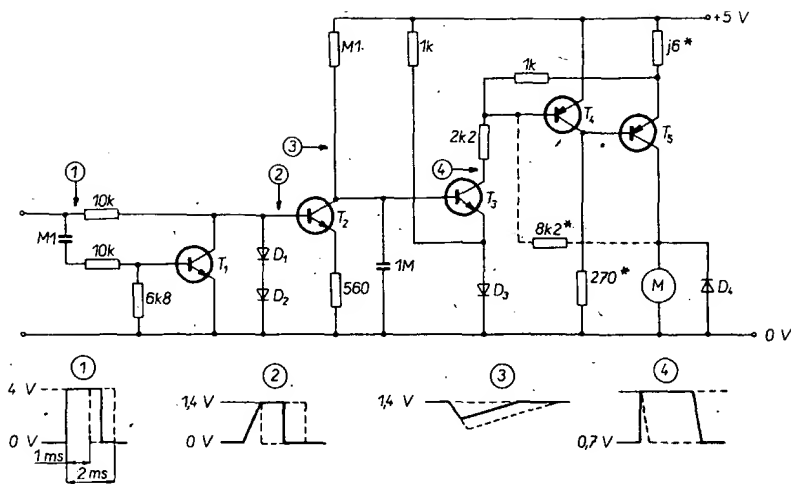 +5 V
M1
1k
j6*
1k
T4
T5
2k2
3
4
1
2
10k
T2
T3
M1
10k
T1
D1
8k2*
1M
6k8
D2
560
D3
270*
M
D4
0 V
1
2
3
4
4 V
1,4 V
1,4 V
0 V
0 V
0,7 V
1 ms
2 ms